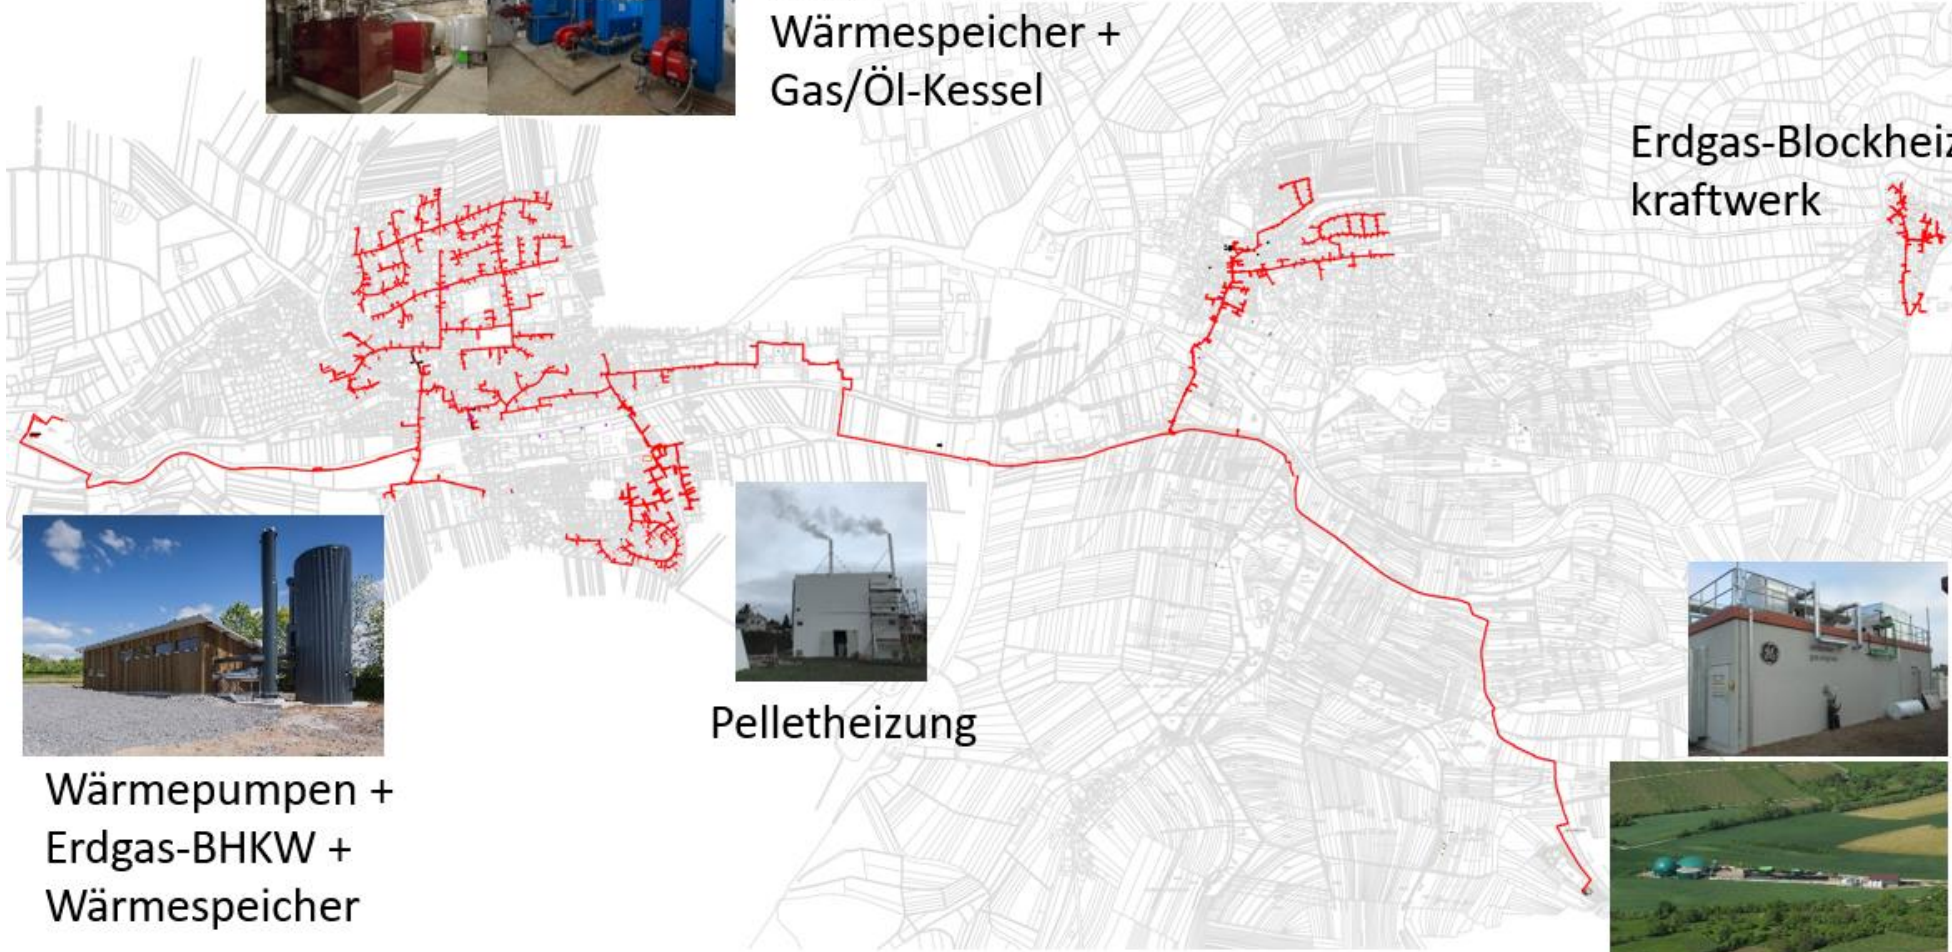 Wärmespeicher +
Gas/Öl-Kessel
Erdgas-Blockheiz
kraftwerk
Pelletheizung
Wärmepumpen +
Erdgas-BHKW +
Wärmespeicher